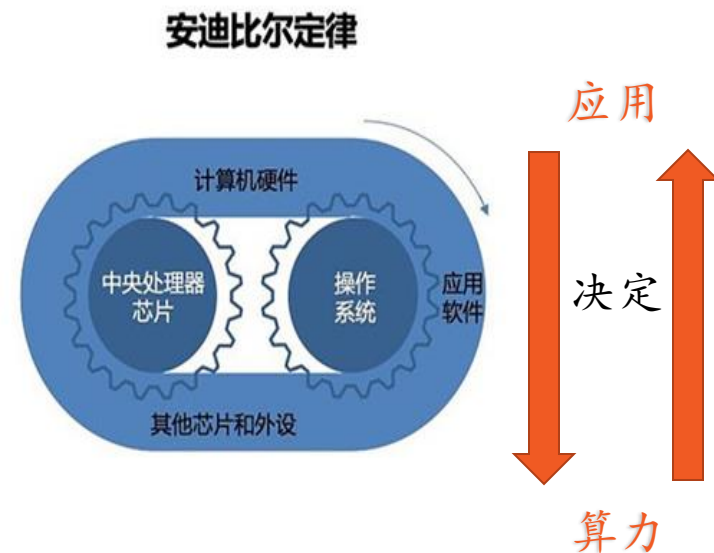 安迪比尔定律
应用
计算机硬件
中央处理器
芯片
操作
系统
应用
软件
决定
其他芯片和外设
算力